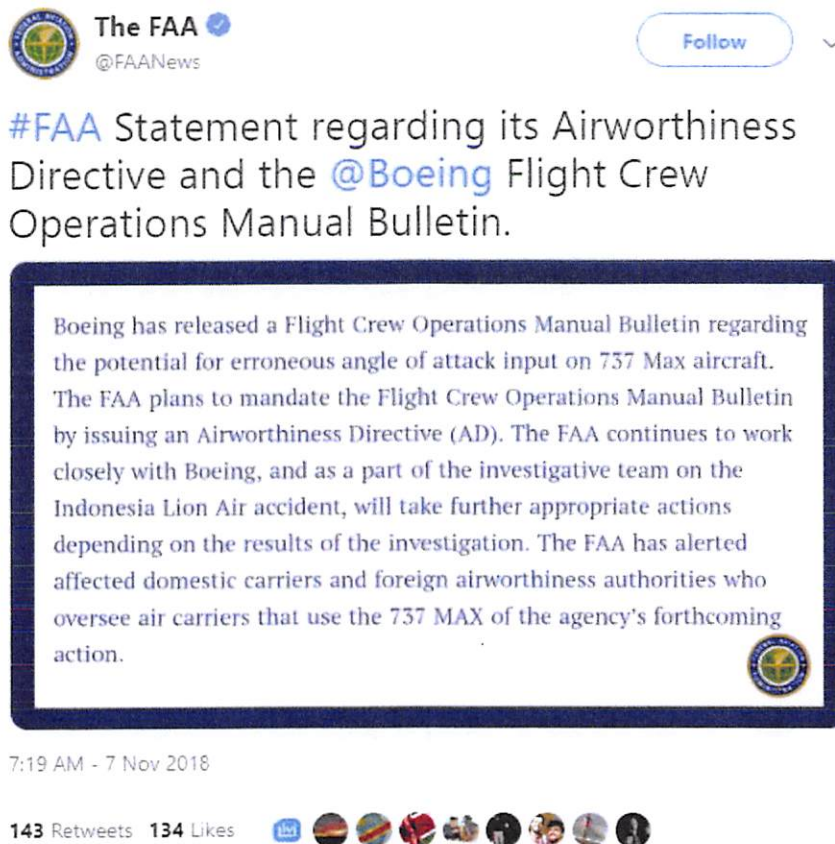 The FAA
@FAANews
Follow
#FAA Statement regarding its Airworthiness
Directive and the @Boeing Flight Crew
Operations Manual Bulletin.
Boeing has released a Flight Crew Operations Manual Bulletin regarding
the potential for erroneous angle of attack input on 737 Max aircraft.
The FAA plans to mandate the Flight Crew Operations Manual Bulletin
by issuing an Airworthiness Directive (AD). The FAA continues to work
closely with Boeing, and as a part of the investigative team on the
Indonesia Lion Air accident, will take further appropriate actions
depending on the results of the investigation. The FAA has alerted
affected domestic carriers and foreign airworthiness authorities who
oversee air carriers that use the 737 MAX of the agency's forthcoming
action.
7:19 AM - 7 Nov 2018
143 Retweets 134 Likes